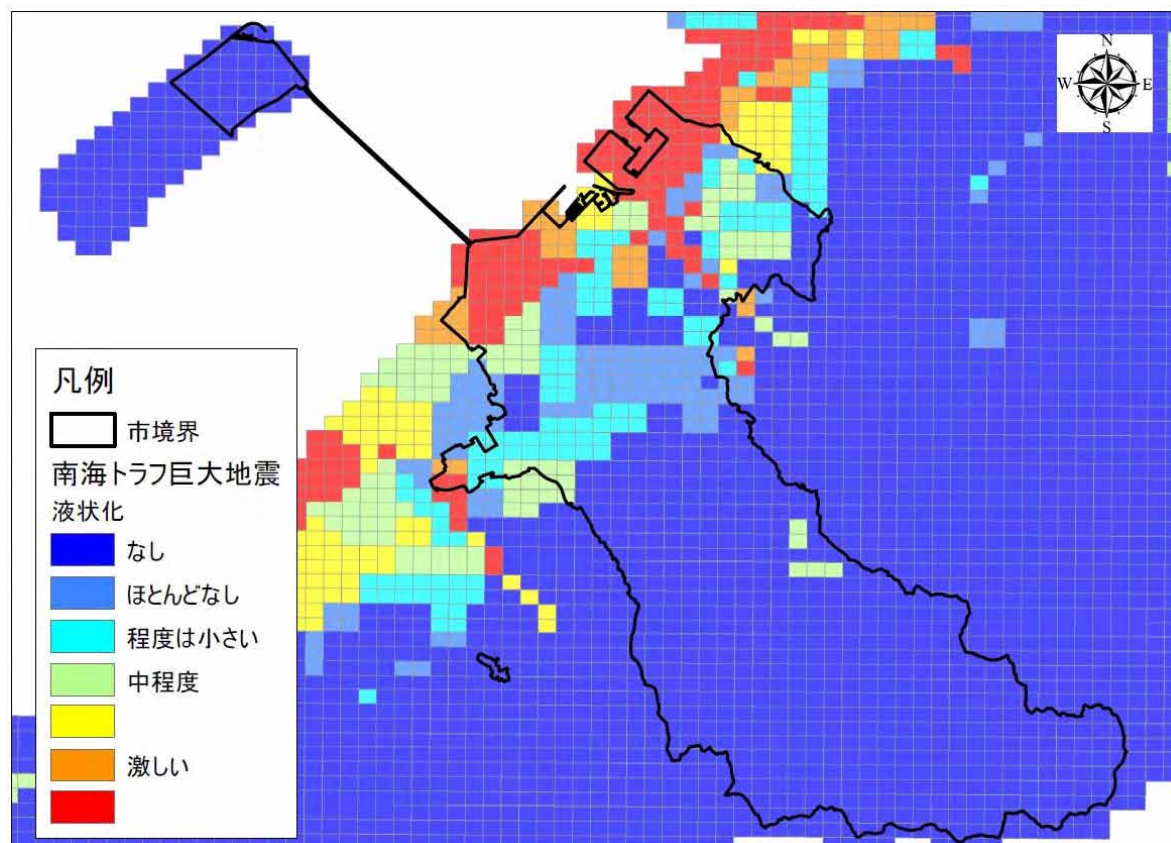 N
W E
S
凡例
市境界
南海トラフ巨大地震
液状化
なし
ほとんどなし
程度は小さい
中程度
激しい